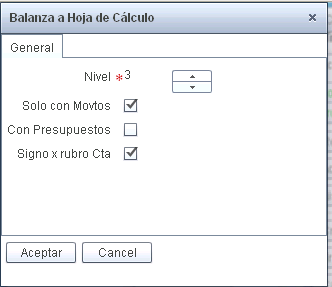 Balanza a Hoja de Cálculo
General
Nivel *3
Solo con Movtos
Con Presupuestos
Signo x rubro Cta
Aceptar Cancel